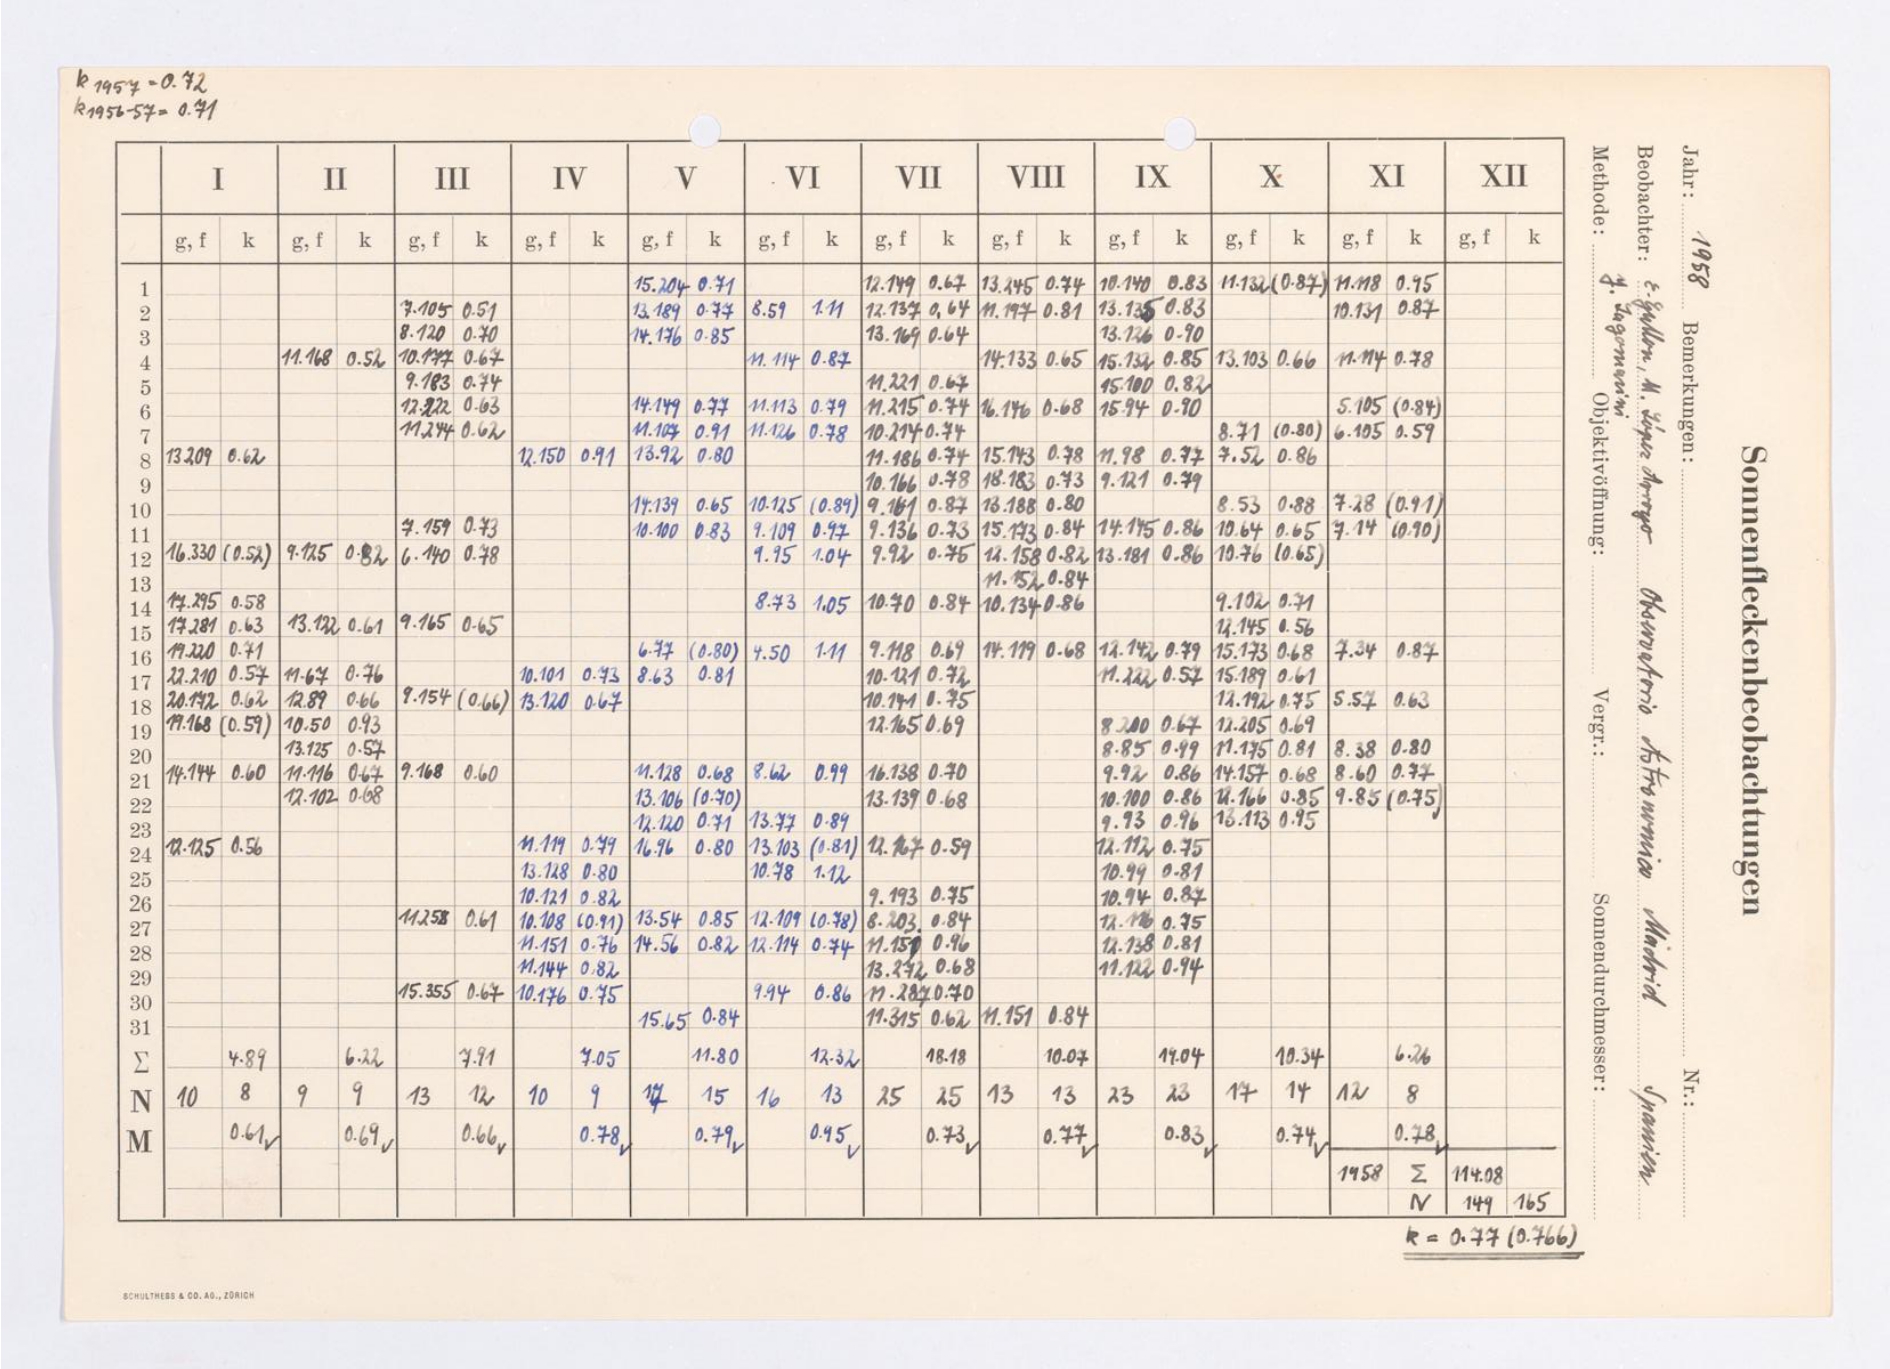 k 1957 = 0.72
k 1956-57 = 0.71
Sonnenfleckenbeobachtungen
Jahr: 1958 Bemerkungen: Nr.:
Beobachter: Observatorio Astronomico Madrid Spanien
Methode: Objektivöffnung: Vergr.: Sonnendurchmesser:
I II III IV V VI VII VIII IX X XI XII
g, f k g, f k g, f k g, f k g, f k g, f k g, f k g, f k g, f k g, f k g, f k g, f k
1 15.204 0.71 12.149 0.67 13.245 0.74 10.140 0.83 11.132 (0.87) 11.118 0.95
2 7.105 0.51 13.189 0.77 8.59 1.11 12.137 0.64 11.197 0.81 13.135 0.83 10.131 0.87
3 8.120 0.70 14.176 0.85 13.169 0.64 13.126 0.90
4 11.168 0.52 10.177 0.67 11.114 0.87 14.133 0.65 15.132 0.85 13.103 0.66 11.114 0.78
5 9.183 0.74 11.221 0.67 15.100 0.82
6 12.222 0.63 14.149 0.77 11.113 0.79 11.215 0.74 16.146 0.68 15.94 0.90 5.105 (0.84)
7 11.244 0.62 11.107 0.91 11.126 0.78 10.214 0.74 8.71 (0.80) 6.105 0.59
8 13.209 0.62 12.150 0.91 13.92 0.80 11.186 0.74 15.143 0.78 11.98 0.77 7.52 0.86
9 10.166 0.78 18.183 0.73 9.121 0.79
10 14.139 0.65 10.125 (0.89) 9.161 0.87 13.188 0.80 8.53 0.88 7.28 (0.91)
11 7.159 0.73 10.100 0.83 9.109 0.97 9.136 0.73 15.173 0.84 14.145 0.86 10.64 0.65 7.14 (0.90)
12 16.330 (0.52) 9.125 0.82 6.140 0.78 9.95 1.04 9.92 0.75 12.158 0.82 13.181 0.86 10.76 (0.65)
13 11.152 0.84
14 17.295 0.58 8.73 1.05 10.70 0.84 10.134 0.86 9.102 0.71
15 17.281 0.63 13.122 0.61 9.165 0.65 12.145 0.56
16 19.220 0.71 6.77 (0.80) 4.50 1.11 9.118 0.69 14.119 0.68 12.142 0.79 15.173 0.68 7.34 0.87
17 22.210 0.57 11.67 0.76 10.101 0.73 8.63 0.81 10.121 0.72 11.222 0.57 15.189 0.61
18 20.172 0.62 12.89 0.66 9.154 (0.66) 13.120 0.67 10.141 0.75 12.192 0.75 5.57 0.63
19 19.168 (0.59) 10.50 0.93 12.165 0.69 8.200 0.67 12.205 0.69
20 13.125 0.57 8.85 0.99 11.175 0.81 8.38 0.80
21 14.144 0.60 11.116 0.67 9.168 0.60 11.128 0.68 8.62 0.99 16.138 0.70 9.92 0.86 14.157 0.68 8.60 0.77
22 12.102 0.68 13.106 (0.70) 13.139 0.68 10.100 0.86 12.166 0.85 9.85 (0.75)
23 12.120 0.71 13.77 0.89 9.93 0.96 13.113 0.95
24 12.125 0.56 11.119 0.79 16.96 0.80 13.103 (0.81) 12.167 0.59 12.112 0.75
25 13.128 0.80 10.78 1.12 10.99 0.81
26 10.121 0.82 9.193 0.75 10.94 0.87
27 11.258 0.61 10.108 (0.91) 13.54 0.85 12.109 (0.78) 8.203 0.84 12.116 0.75
28 11.151 0.76 14.56 0.82 12.114 0.74 11.151 0.96 12.138 0.81
29 11.144 0.82 13.272 0.68 11.122 0.94
30 15.355 0.67 10.176 0.75 9.94 0.86 11.287 0.70
31 15.65 0.84 11.315 0.62 11.151 0.84
Σ 4.89 6.22 7.91 7.05 11.80 12.32 18.18 10.07 19.04 10.34 6.26
N 10 8 9 9 13 12 10 9 17 15 16 13 25 25 13 13 23 23 17 14 12 8
M 0.61 0.69 0.66 0.78 0.79 0.95 0.73 0.77 0.83 0.74 0.78
1958 Σ 114.08
N 149 165
k = 0.77 (0.766)
SCHULTHESS & CO. AG., ZÜRICH